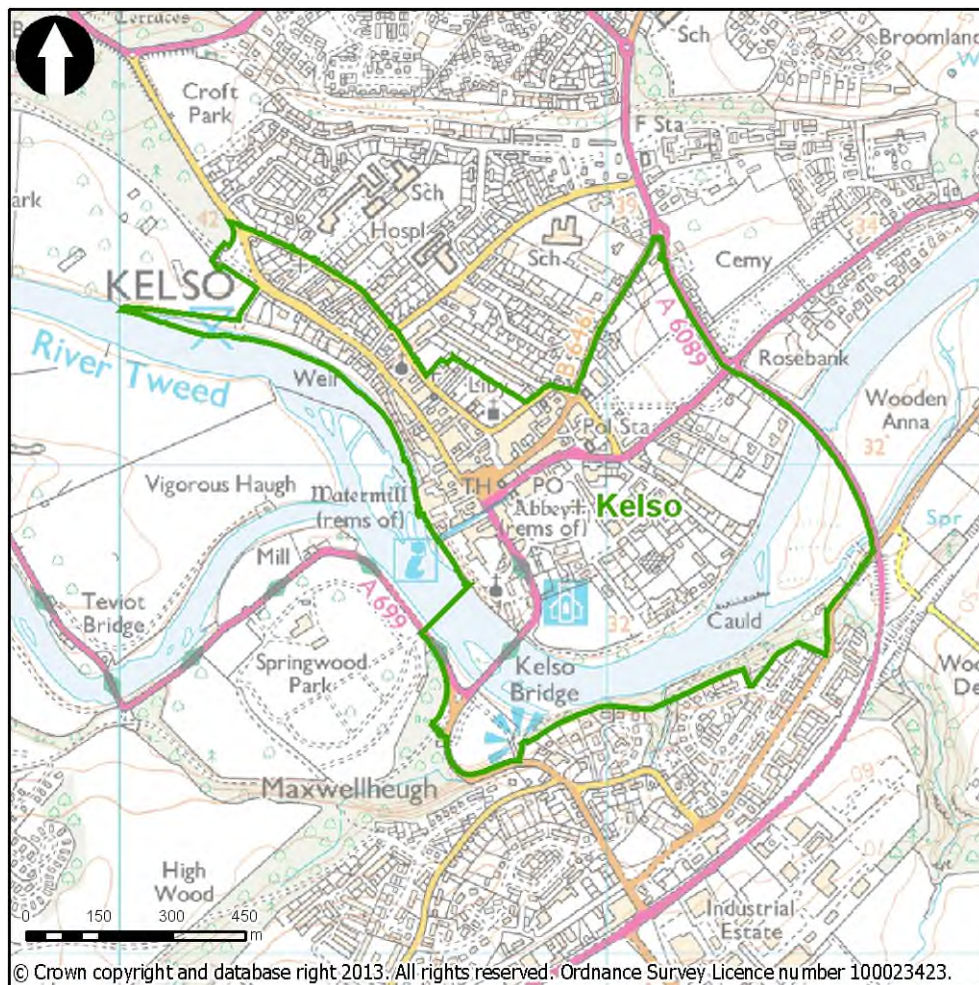 Terraces
Sch
Broomland
Croft
Park
F Sta
Sch
39
42
Hospl
Sch
Cemy
34
ark
KELSO
B 6461
A 6089
River Tweed
Weir
Liby
Rosebank
Wooden
Anna
32
Pol Sta
Vigorous Haugh
TH
PO
Watermill
(rems of)
Abbey
(rems of)
Kelso
Spr
Mill
Teviot
Bridge
A 699
32
Cauld
Springwood
Park
Kelso
Bridge
Maxwellheugh
High
Wood
0 150 300 450
m
Industrial
Estate
© Crown copyright and database right 2013. All rights reserved. Ordnance Survey Licence number 100023423.